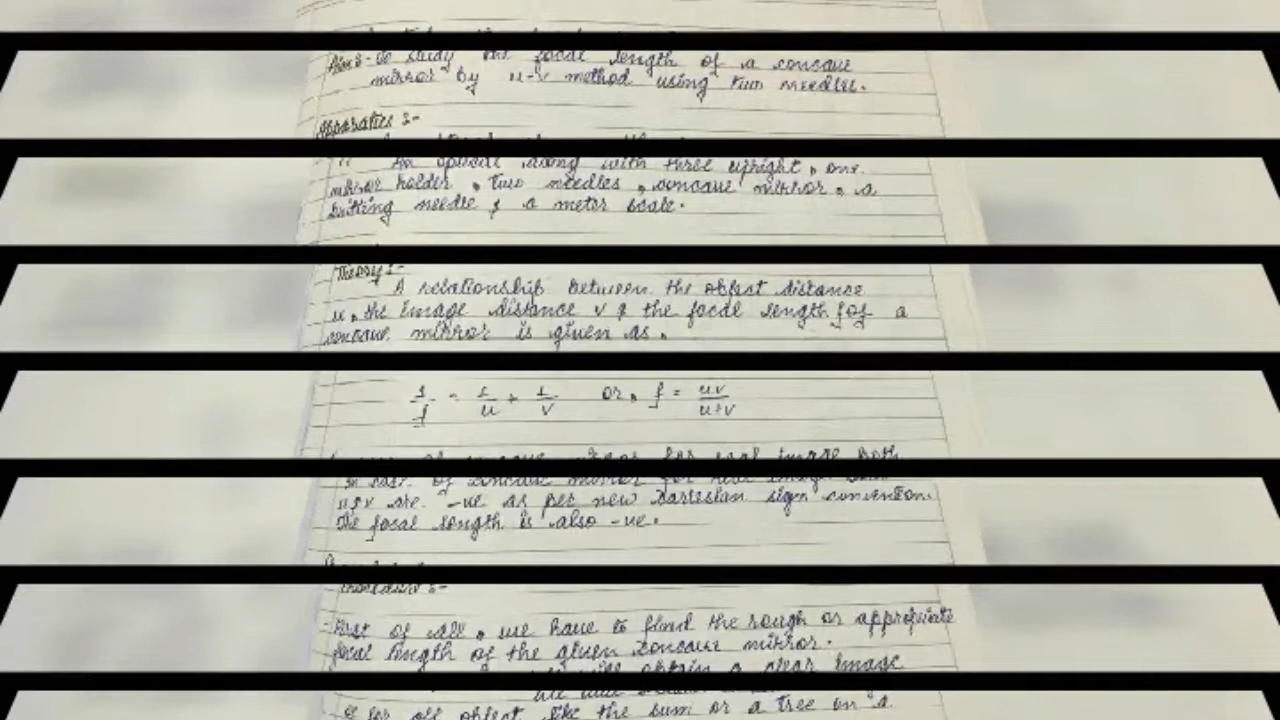 Aim :- To study the focal length of a concave
mirror by u-v method using two needles.
Apparatus :-
An optical along with three upright, one
mirror holder, two needles, concave mirror, a
knitting needle & a meter scale.
Theory :-
A relationship between the object distance
u, the image distance v & the focal length f of a
concave mirror is given as,
1/f = 1/u + 1/v or, f = uv/u+v
In case of concave mirror for real image both
u & v are -ve as per new cartesian sign convention.
The focal length is also -ve.
Procedure :-
- First of all, we have to find the rough or approximate
focal length of the given concave mirror.
obtain a clear image
far off object like the sun or a tree on a